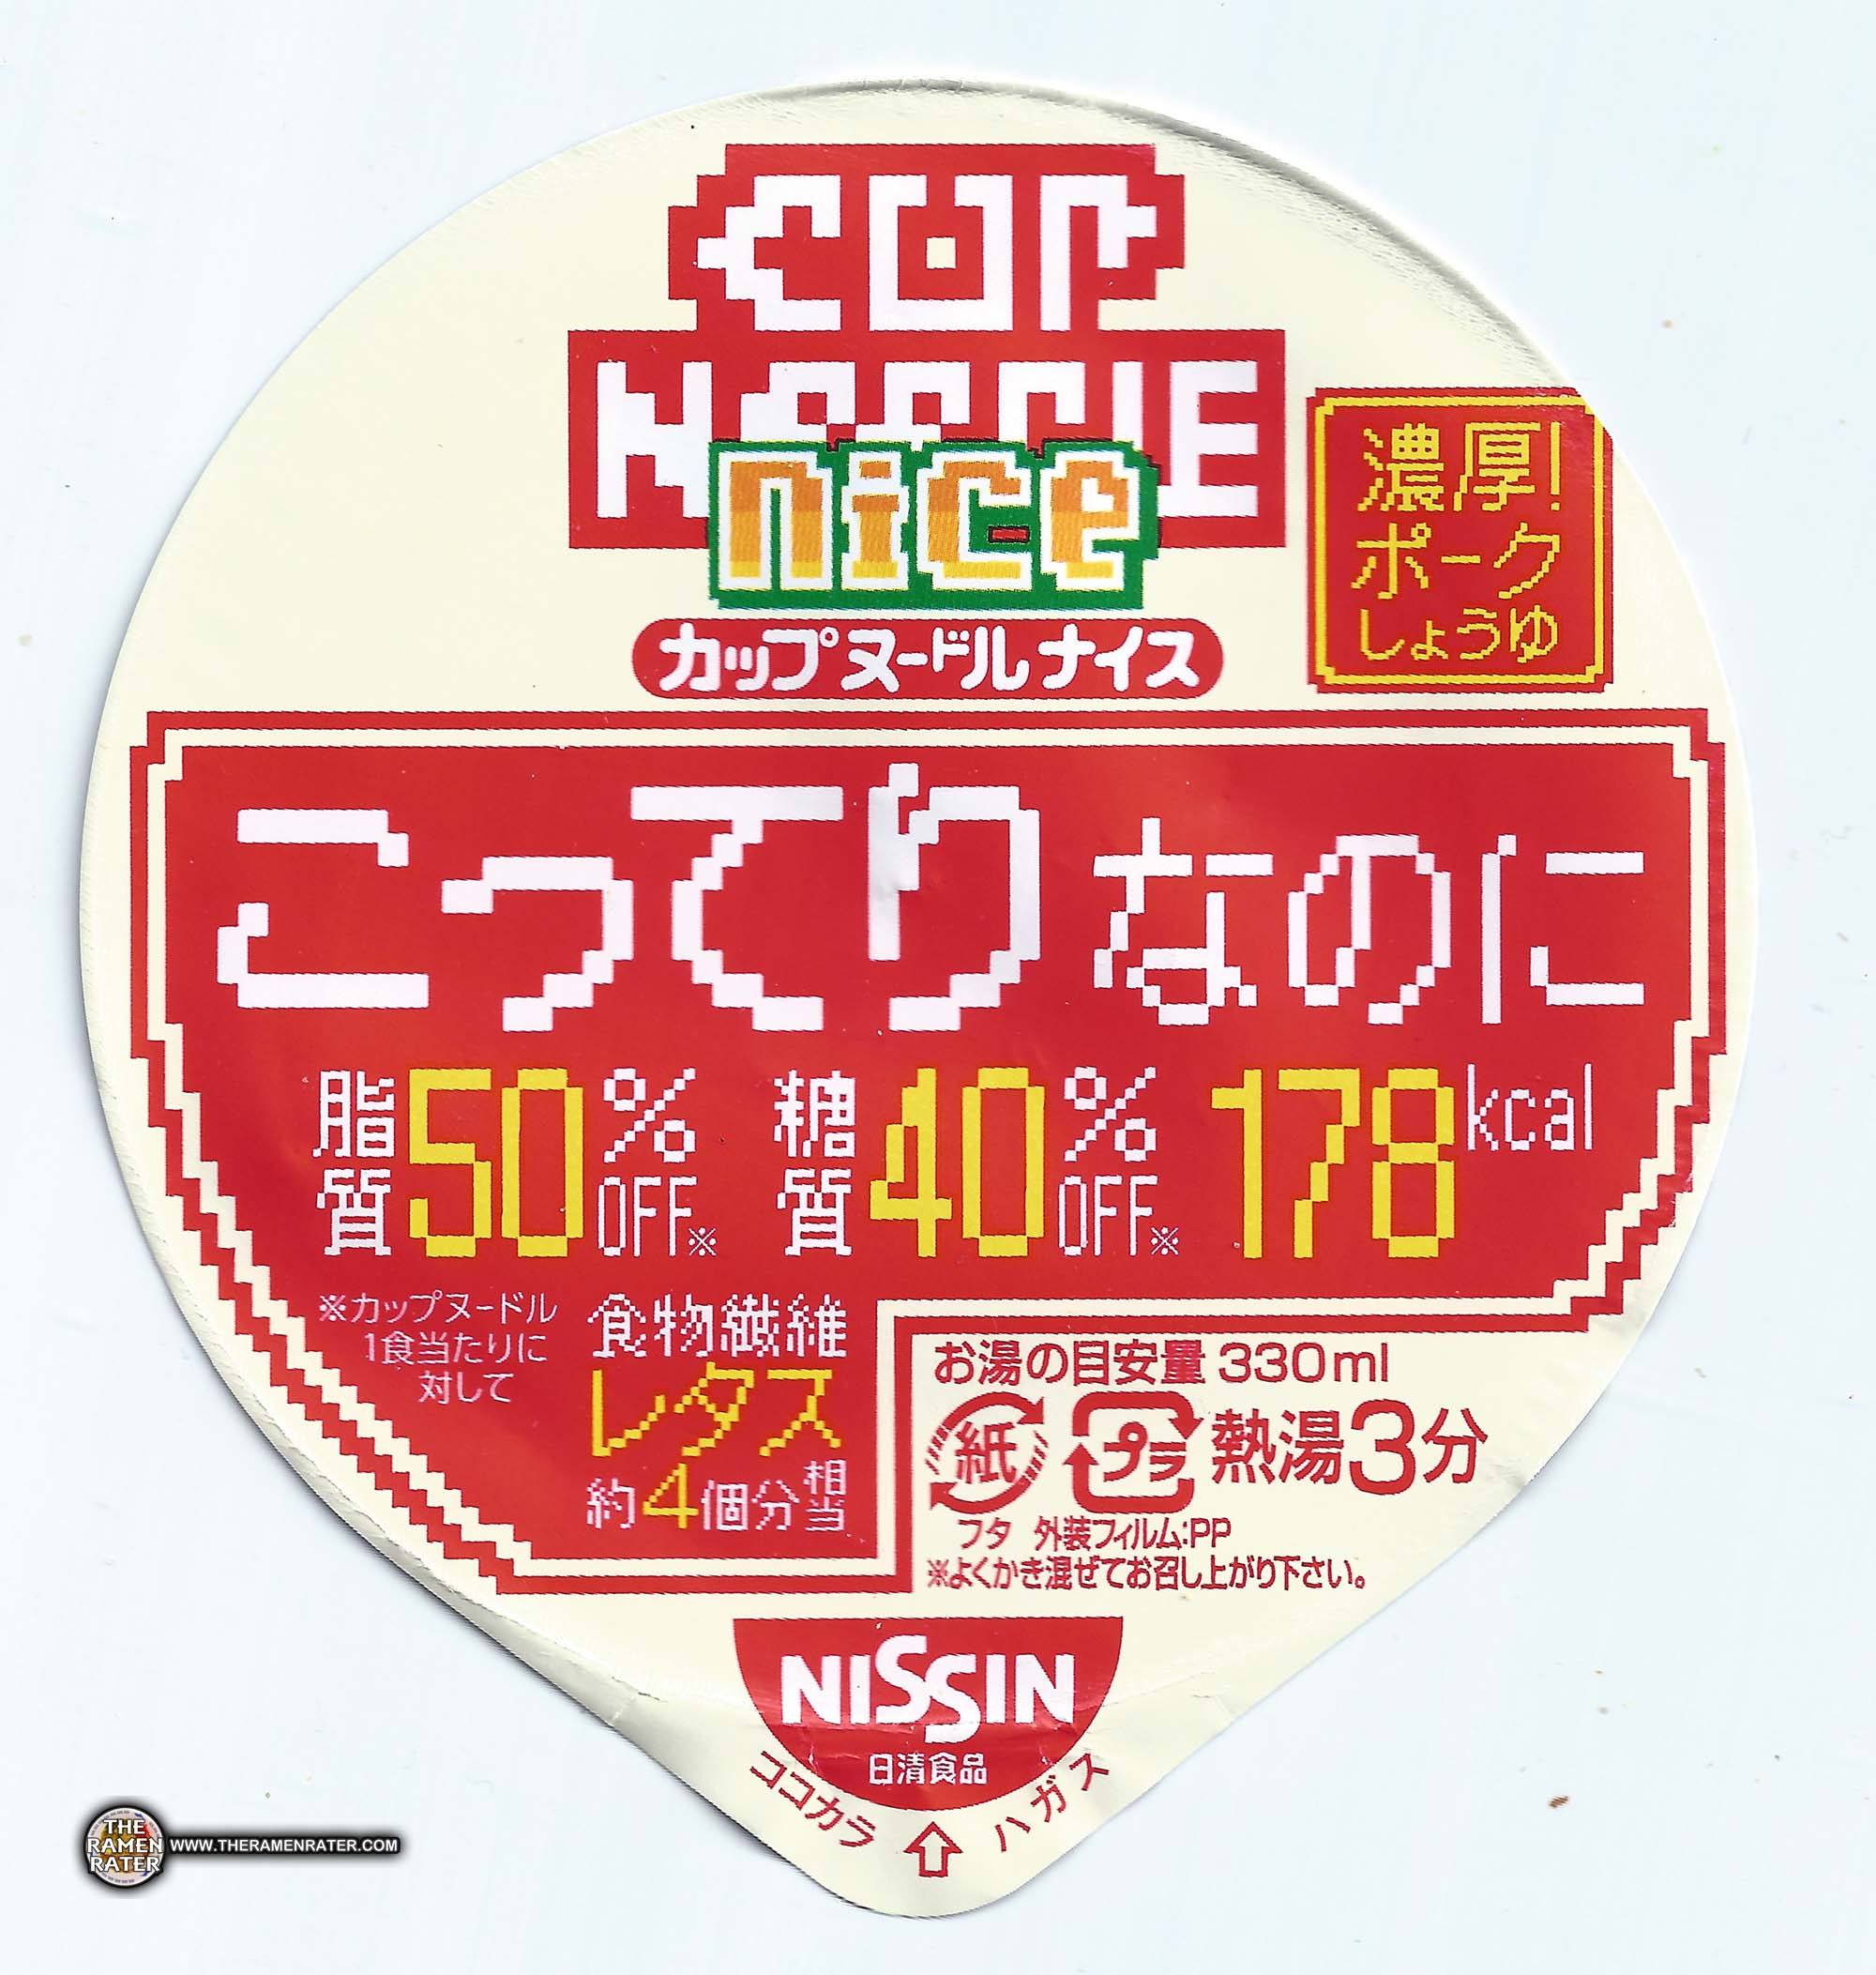 CUP
NOODLE
nice
カップヌードルナイス
濃厚!
ポーク
しょうゆ
こってりなのに
脂質50%OFF※ 糖質40%OFF※ 178kcal
※カップヌードル
1食当たりに
対して
食物繊維
レタス
約4個分相当
お湯の目安量 330ml
紙 プラ 熱湯3分
フタ 外装フィルム:PP
※よくかき混ぜてお召し上がり下さい。
NISSIN
日清食品
ココカラ ハガス
THE
RAMEN
RATER
WWW.THERAMENRATER.COM